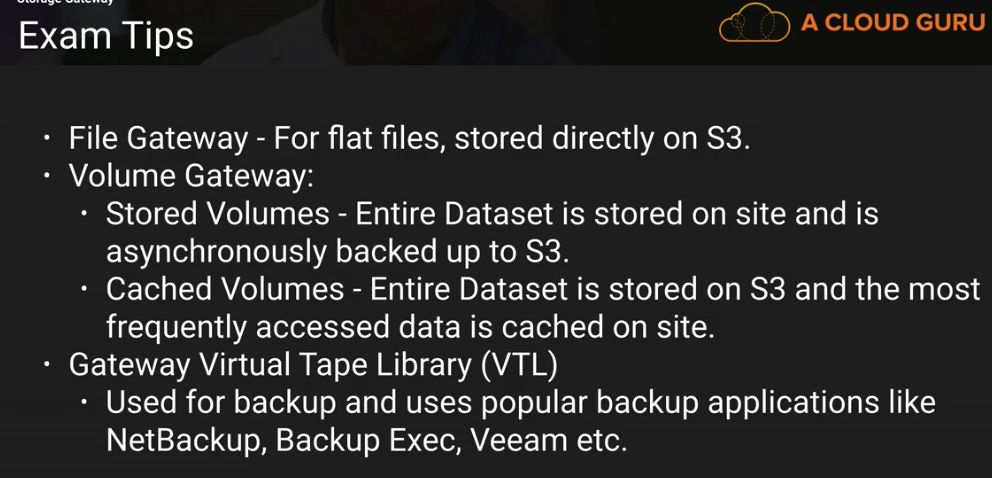 Storage Gateway
Exam Tips
A CLOUD GURU
• File Gateway - For flat files, stored directly on S3.
• Volume Gateway:
• Stored Volumes - Entire Dataset is stored on site and is
asynchronously backed up to S3.
• Cached Volumes - Entire Dataset is stored on S3 and the most
frequently accessed data is cached on site.
• Gateway Virtual Tape Library (VTL)
• Used for backup and uses popular backup applications like
NetBackup, Backup Exec, Veeam etc.